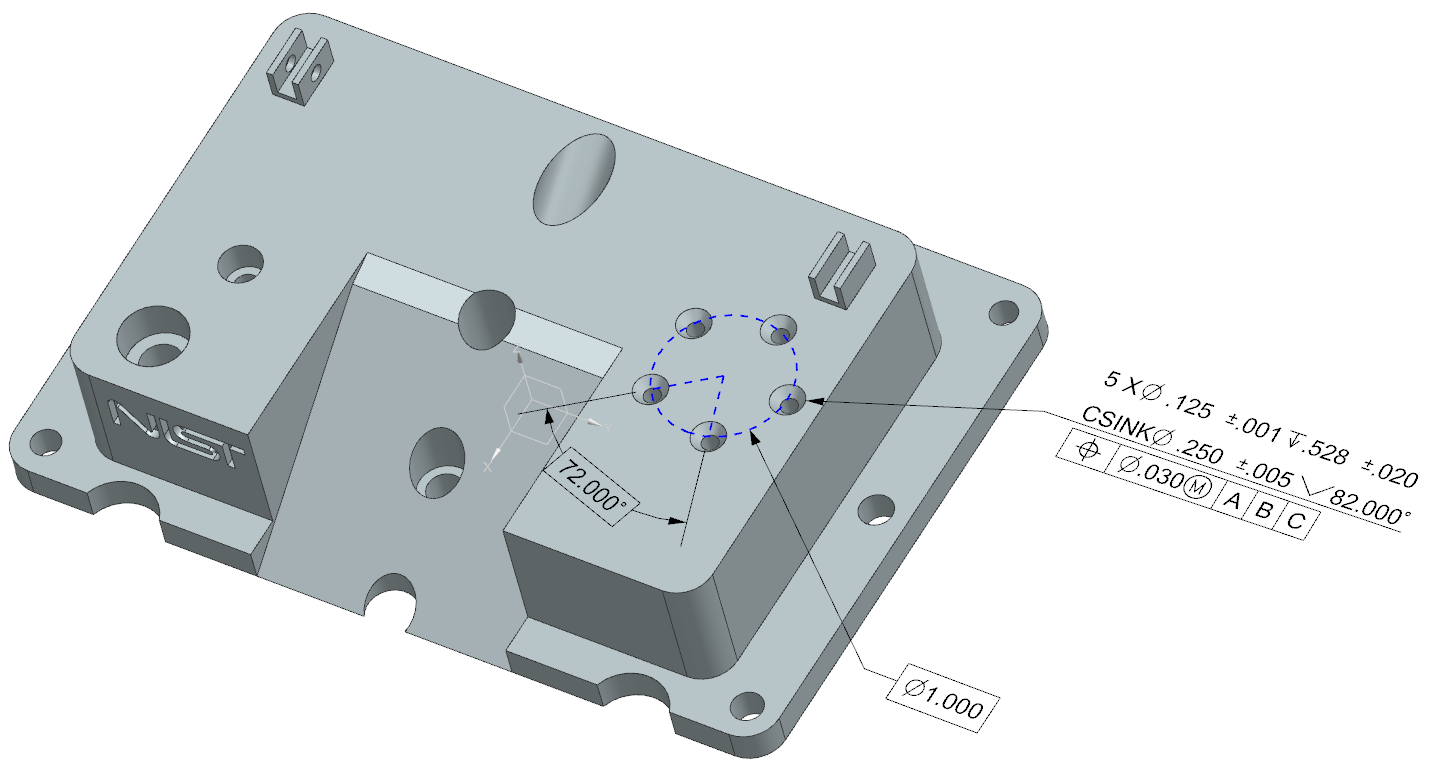 NIST
Z
Y
X
72.000°
5 X⌀ .125 ±.001 ↧.528 ±.020
CSINK⌀ .250 ±.005 ⌵82.000°
⌖ ⌀.030Ⓜ A B C
⌀1.000